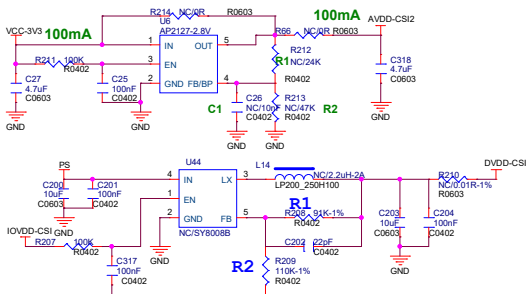 R214 NC/0R R0603
100mA
U6
AP2127-2.8V
VCC-3V3
100mA
1 IN OUT 5
R66 NC/0R R0603
AVDD-CSI2
R211 100K
R0402
3 EN
R1
R212
NC/24K
R0402
C27
4.7uF
C0603
C25
100nF
C0402
2 GND FB/BP 4
C318
4.7uF
C0603
C1
C26
NC/10nF
C0402
R213
NC/47K
R0402
R2
GND
GND
GND
GND
GND
PS
U44
L14
NC/2.2uH-2A
LP200_250H100
R210
NC/0.01R-1%
R0603
DVDD-CSI
4 IN LX 3
C200
10uF
C0603
C201
100nF
C0402
1 EN
R1
GND
IOVDD-CSI
2 GND FB 5
R208 91K-1%
R0402
C203
10uF
C0603
C204
100nF
C0402
NC/SY8008B
R207 100K
R0402
GND
C202 22pF
C0402
R2
R209
110K-1%
R0402
C317
100nF
C0402
GND